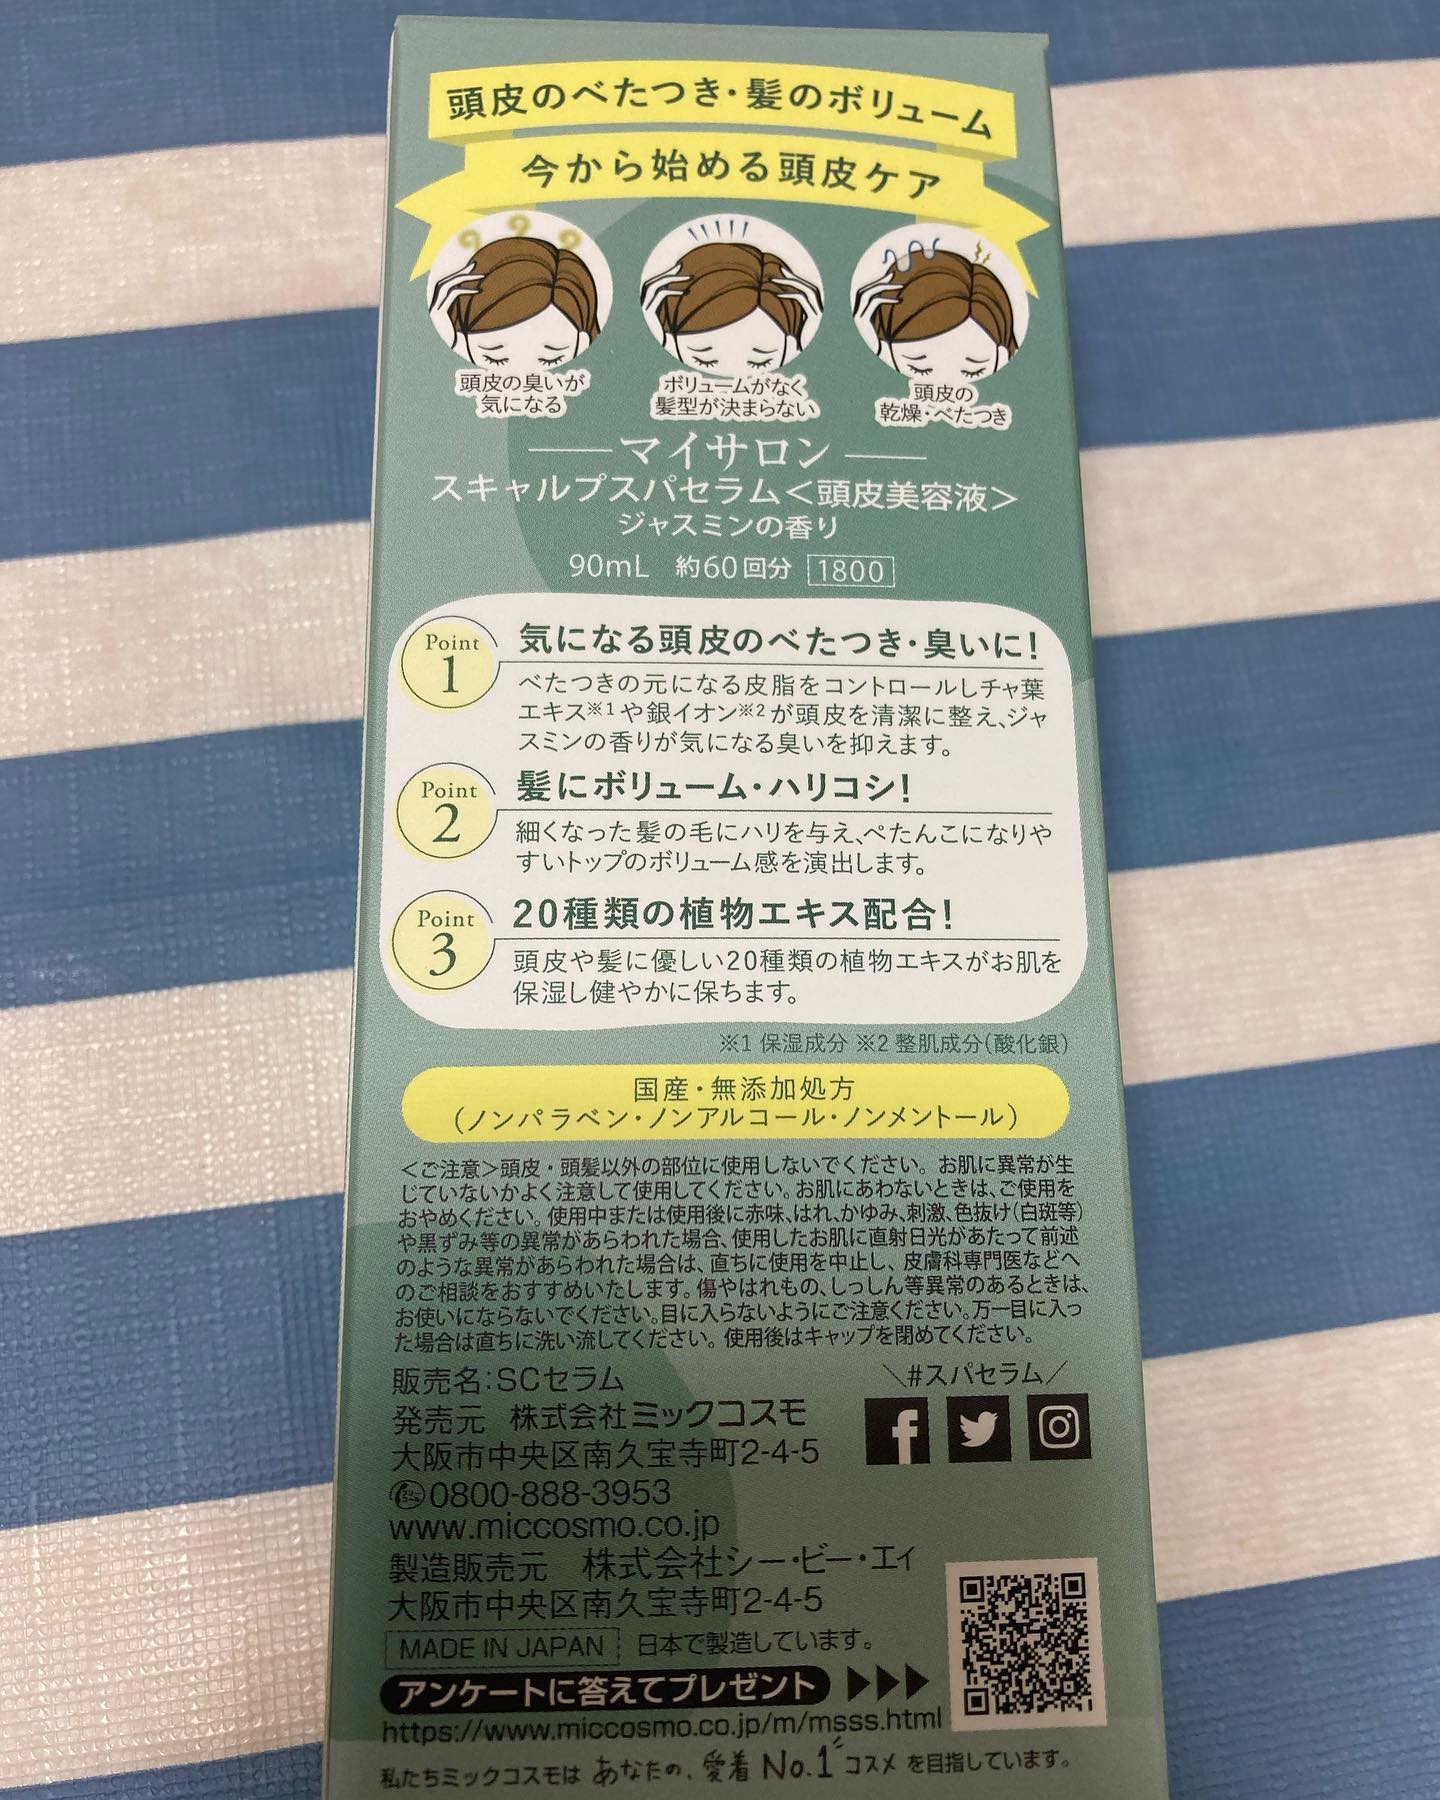 頭皮のべたつき・髪のボリューム
今から始める頭皮ケア
頭皮の臭いが
気になる
ボリュームがなく
髪型が決まらない
頭皮の
乾燥・べたつき
マイサロン
スキャルプスパセラム＜頭皮美容液＞
ジャスミンの香り
90mL 約60回分 1800
Point
1
気になる頭皮のべたつき・臭いに！
べたつきの元になる皮脂をコントロールしチャ葉
エキス※1や銀イオン※2が頭皮を清潔に整え、ジャ
スミンの香りが気になる臭いを抑えます。
Point
2
髪にボリューム・ハリコシ！
細くなった髪の毛にハリを与え、ぺたんこになりや
すいトップのボリューム感を演出します。
Point
3
20種類の植物エキス配合！
頭皮や髪に優しい20種類の植物エキスがお肌を
保湿し健やかに保ちます。
※1 保湿成分 ※2 整肌成分(酸化銀)
国産・無添加処方
(ノンパラベン・ノンアルコール・ノンメントール)
＜ご注意＞頭皮・頭髪以外の部位に使用しないでください。お肌に異常が生
じていないかよく注意して使用してください。お肌にあわないときは、ご使用を
おやめください。使用中または使用後に赤味、はれ、かゆみ、刺激、色抜け(白斑等)
や黒ずみ等の異常があらわれた場合、使用したお肌に直射日光があたって前述
のような異常があらわれた場合は、直ちに使用を中止し、皮膚科専門医などへ
のご相談をおすすめいたします。傷やはれもの、しっしん等異常のあるときは、
お使いにならないでください。目に入らないようにご注意ください。万一目に入っ
た場合は直ちに洗い流してください。使用後はキャップを閉めてください。
販売名：SCセラム
＼#スパセラム／
発売元 株式会社ミックコスモ
大阪市中央区南久宝寺町2-4-5
0800-888-3953
www.miccosmo.co.jp
製造販売元 株式会社シー・ビー・エイ
大阪市中央区南久宝寺町2-4-5
MADE IN JAPAN 日本で製造しています。
アンケートに答えてプレゼント ▶▶▶
https://www.miccosmo.co.jp/m/msss.html
私たちミックコスモは あなたの、愛着No.1コスメ を目指しています。